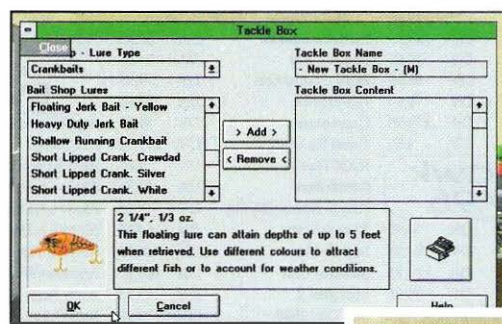 Tackle Box
Close
p - Lure Type
Tackle Box Name
Crankbaits
- New Tackle Box - (M)
Bait Shop Lures
Tackle Box Content
Floating Jerk Bait - Yellow
Heavy Duty Jerk Bait
Shallow Running Crankbait
Short Lipped Crank. Crawdad
Short Lipped Crank. Silver
Short Lipped Crank. White
> Add >
< Remove <
2 1/4", 1/3 oz.
This floating lure can attain depths of up to 5 feet
when retrieved. Use different colours to attract
different fish or to account for weather conditions.
OK
Cancel
Help